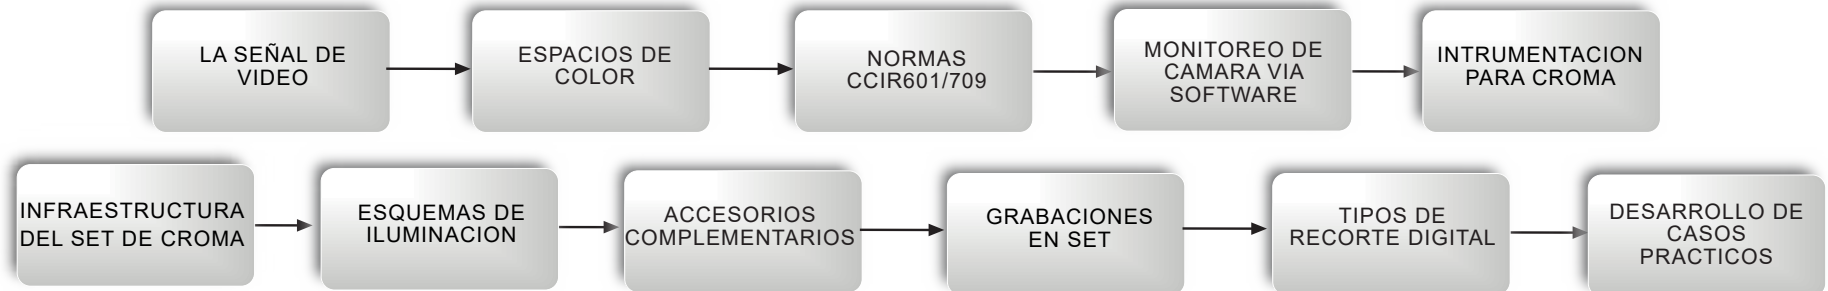 LA SEÑAL DE
VIDEO
ESPACIOS DE
COLOR
NORMAS
CCIR601/709
MONITOREO DE
CAMARA VIA
SOFTWARE
INTRUMENTACION
PARA CROMA
INFRAESTRUCTURA
DEL SET DE CROMA
ESQUEMAS DE
ILUMINACION
ACCESORIOS
COMPLEMENTARIOS
GRABACIONES
EN SET
TIPOS DE
RECORTE DIGITAL
DESARROLLO DE
CASOS
PRACTICOS